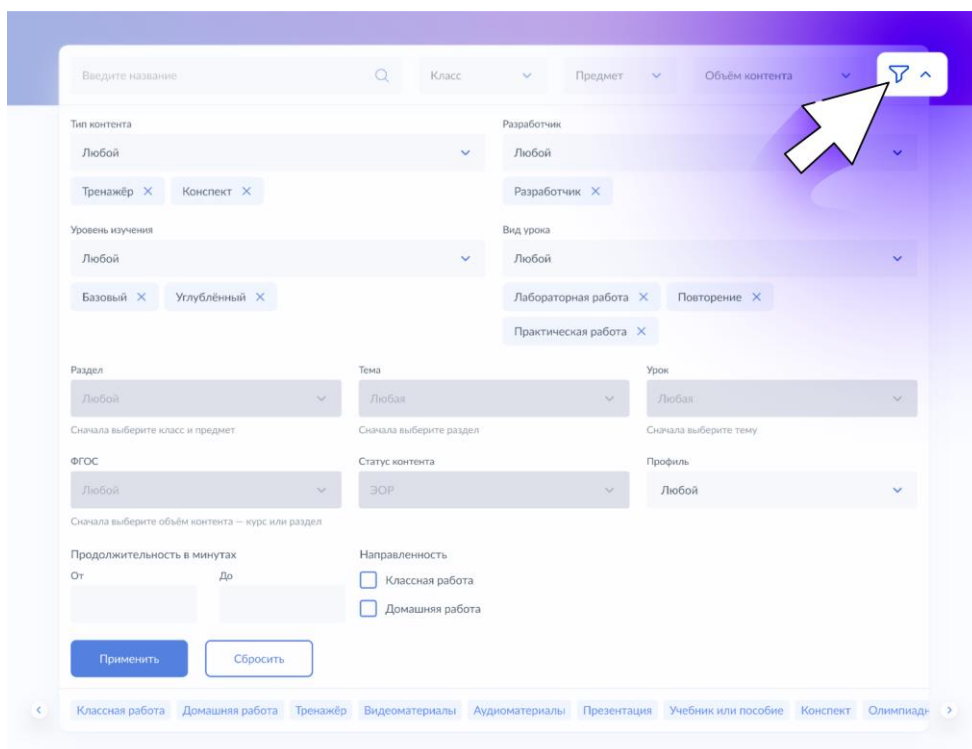 Введите название Класс Предмет Объём контента
Тип контента Разработчик
Любой Любой
Тренажёр Конспект Разработчик
Уровень изучения Вид урока
Любой Любой
Базовый Углублённый Лабораторная работа Повторение
Практическая работа
Раздел Тема Урок
Любой Любая Любая
Сначала выберите класс и предмет Сначала выберите раздел Сначала выберите тему
ФГОС Статус контента Профиль
Любой ЭОР Любой
Сначала выберите объём контента — курс или раздел
Продолжительность в минутах Направленность
От До Классная работа
Домашняя работа
Применить Сбросить
Классная работа Домашняя работа Тренажёр Видеоматериалы Аудиоматериалы Презентация Учебник или пособие Конспект